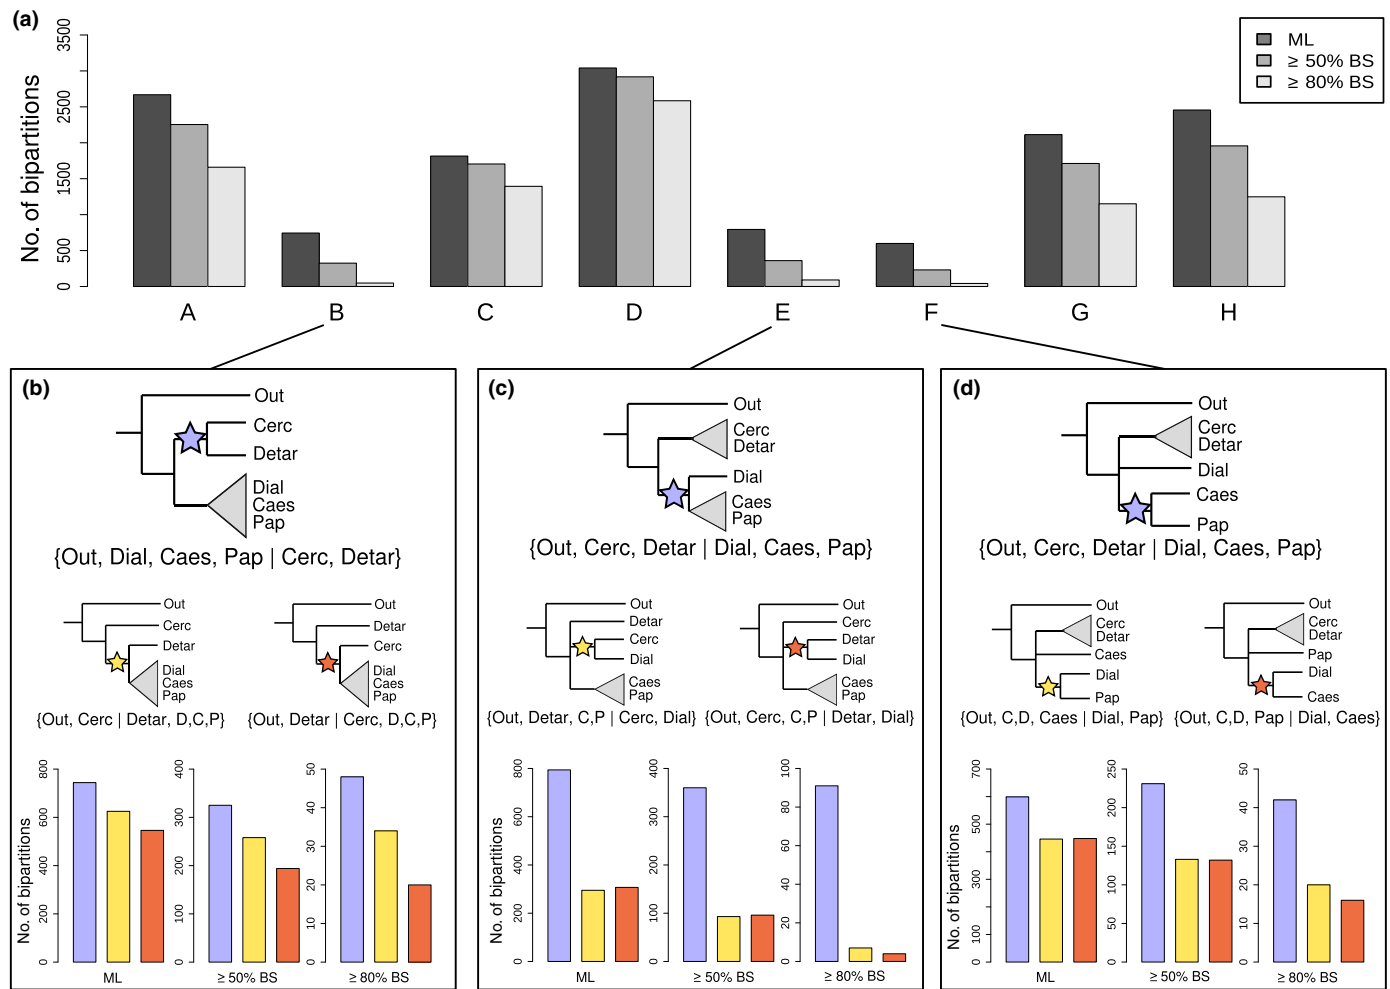 (a)
No. of bipartitions
3500
2500
1500
500
0
ML
≥ 50% BS
≥ 80% BS
A B C D E F G H
(b)
Out
Cerc
Detar
Dial
Caes
Pap
{Out, Dial, Caes, Pap | Cerc, Detar}
Out
Cerc
Detar
Dial
Caes
Pap
{Out, Cerc | Detar, D,C,P}
Out
Detar
Cerc
Dial
Caes
Pap
{Out, Detar | Cerc, D,C,P}
No. of bipartitions
800
600
400
200
0
ML
400
300
200
100
0
≥ 50% BS
50
40
30
20
10
0
≥ 80% BS
(c)
Out
Cerc
Detar
Dial
Caes
Pap
{Out, Cerc, Detar | Dial, Caes, Pap}
Out
Detar
Cerc
Dial
Caes
Pap
{Out, Detar, C,P | Cerc, Dial}
Out
Cerc
Detar
Dial
Caes
Pap
{Out, Cerc, C,P | Detar, Dial}
No. of bipartitions
800
600
400
200
0
ML
400
300
200
100
0
≥ 50% BS
100
80
60
40
20
0
≥ 80% BS
(d)
Out
Cerc
Detar
Dial
Caes
Pap
{Out, Cerc, Detar | Dial, Caes, Pap}
Out
Cerc
Detar
Caes
Dial
Pap
{Out, C,D, Caes | Dial, Pap}
Out
Cerc
Detar
Pap
Dial
Caes
{Out, C,D, Pap | Dial, Caes}
No. of bipartitions
700
500
300
100
0
ML
250
200
150
100
50
0
≥ 50% BS
50
40
30
20
10
0
≥ 80% BS